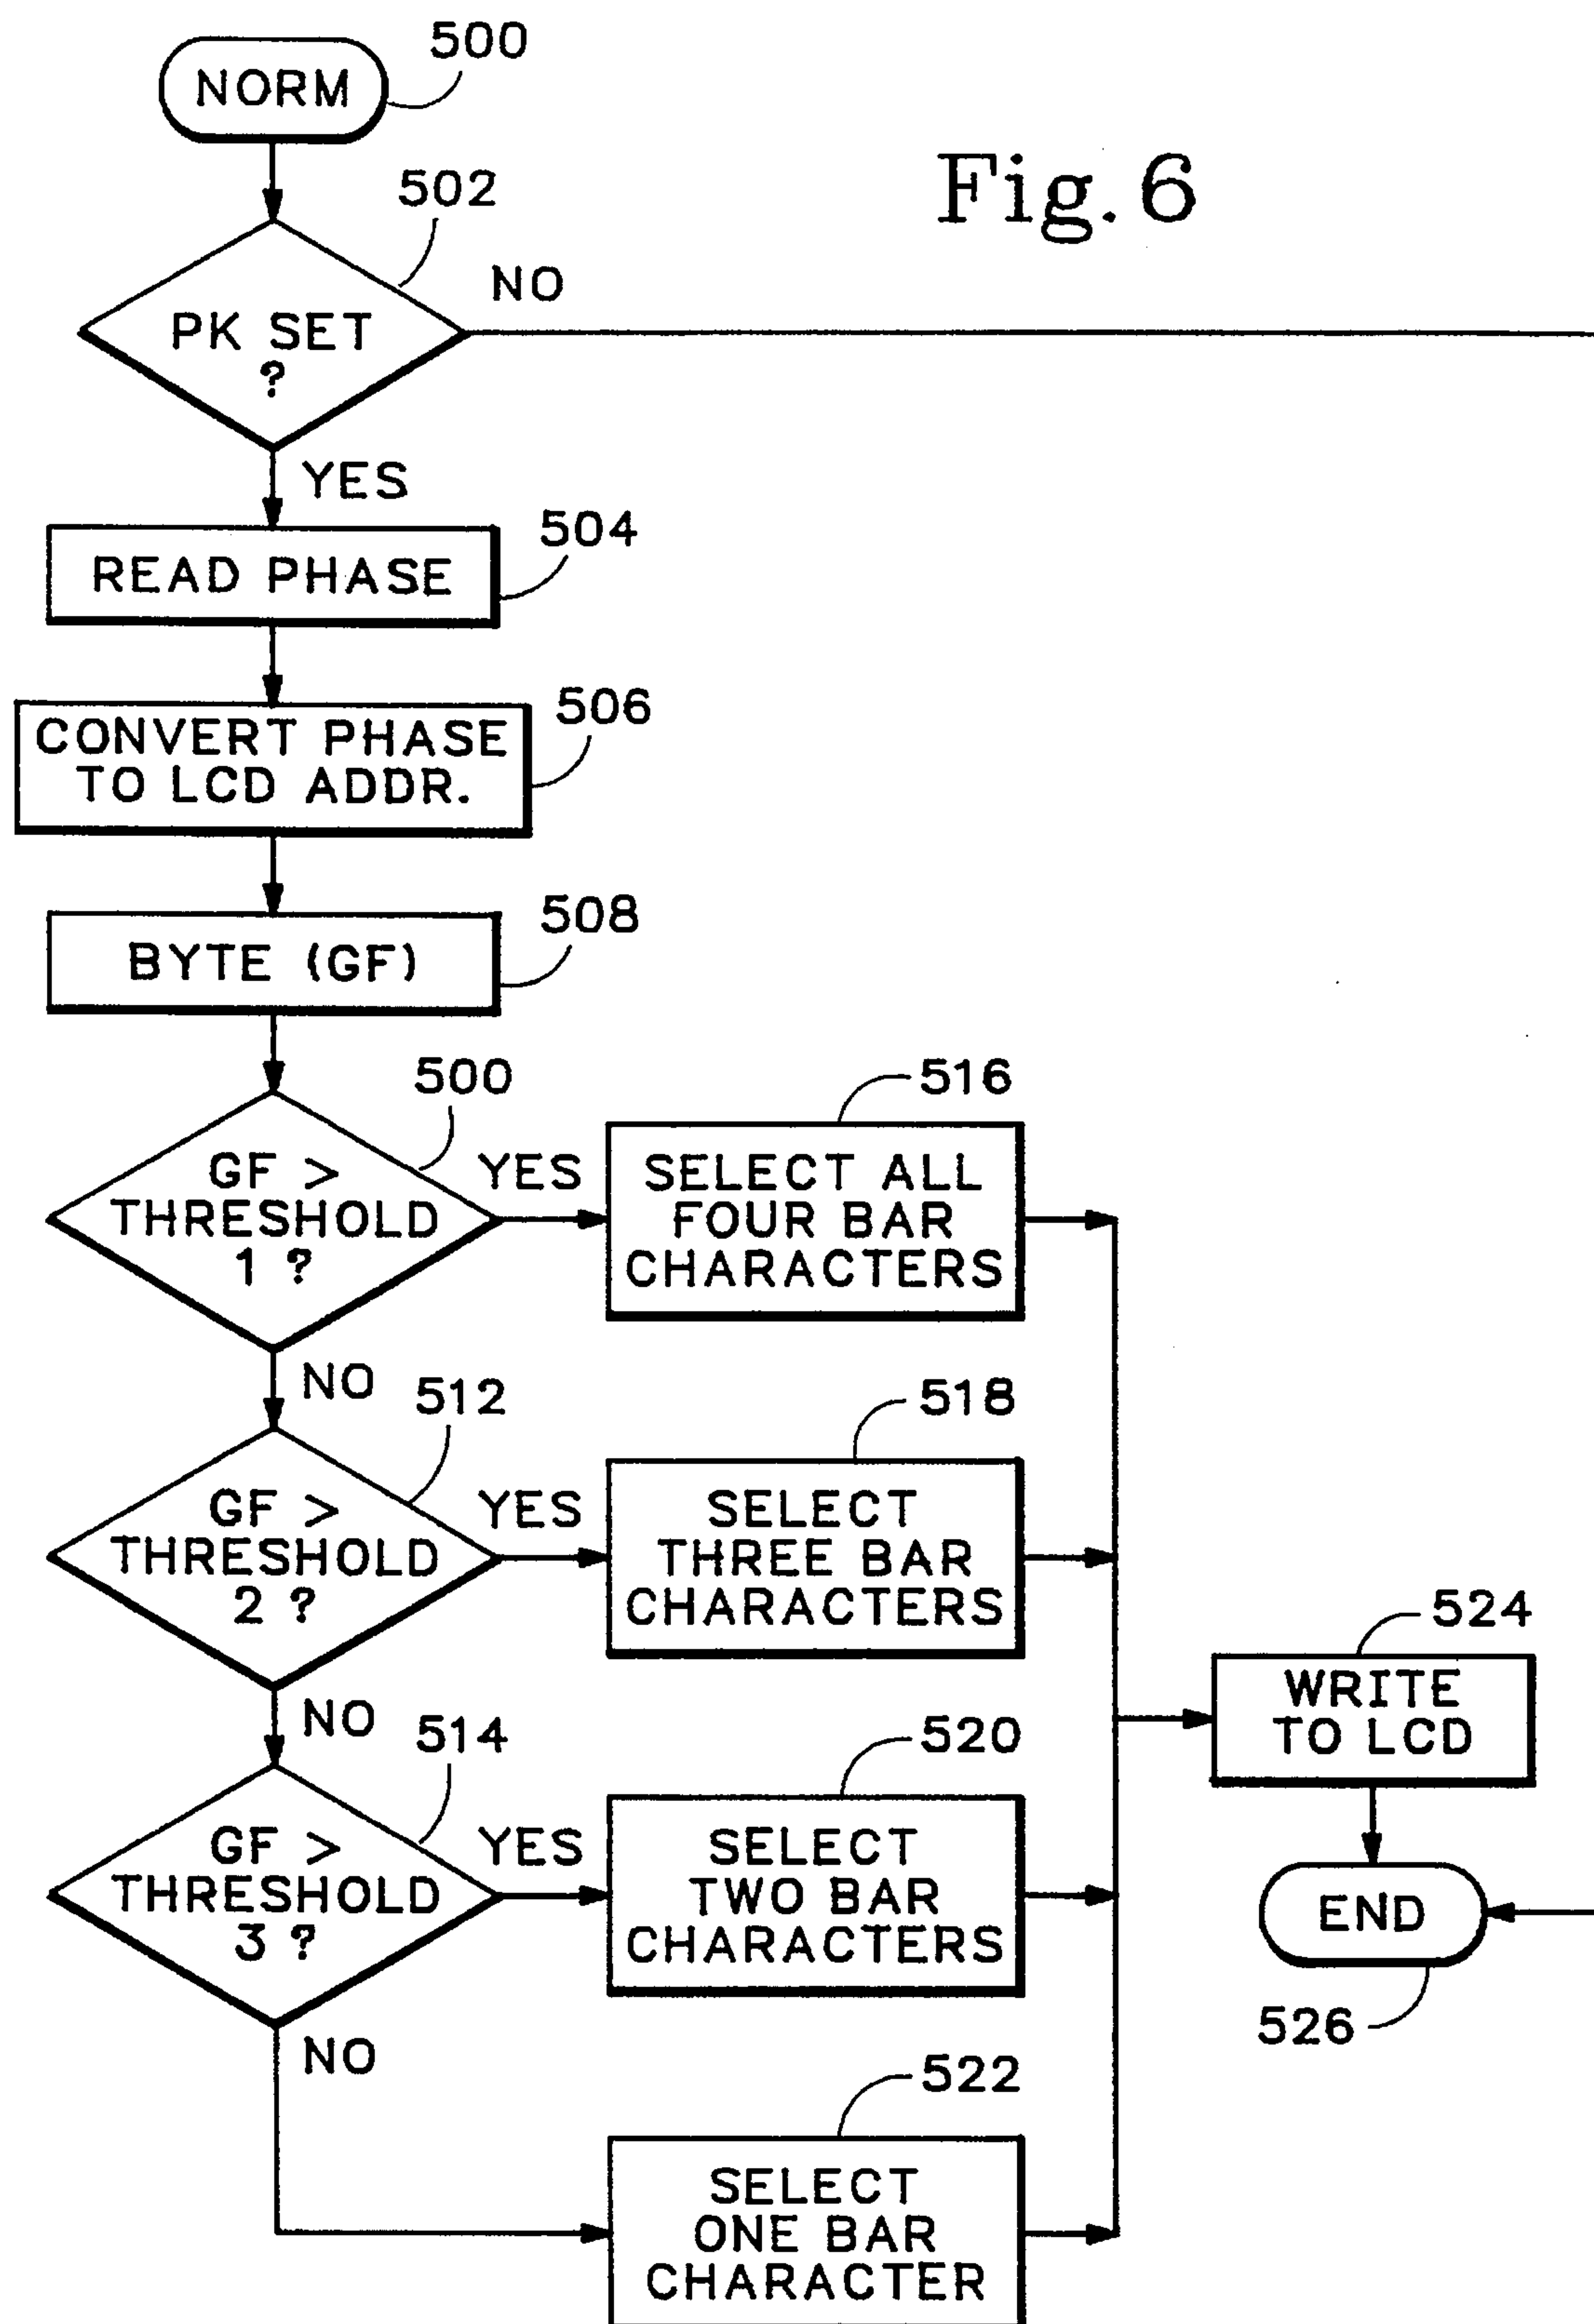 500
NORM
Fig. 6
502
NO
PK SET
?
YES
504
READ PHASE
506
CONVERT PHASE
TO LCD ADDR.
508
BYTE (GF)
500
516
GF >
THRESHOLD
1 ?
YES
SELECT ALL
FOUR BAR
CHARACTERS
NO
512
518
GF >
THRESHOLD
2 ?
YES
SELECT
THREE BAR
CHARACTERS
524
WRITE
TO LCD
NO
514
520
GF >
THRESHOLD
3 ?
YES
SELECT
TWO BAR
CHARACTERS
END
526
NO
522
SELECT
ONE BAR
CHARACTER